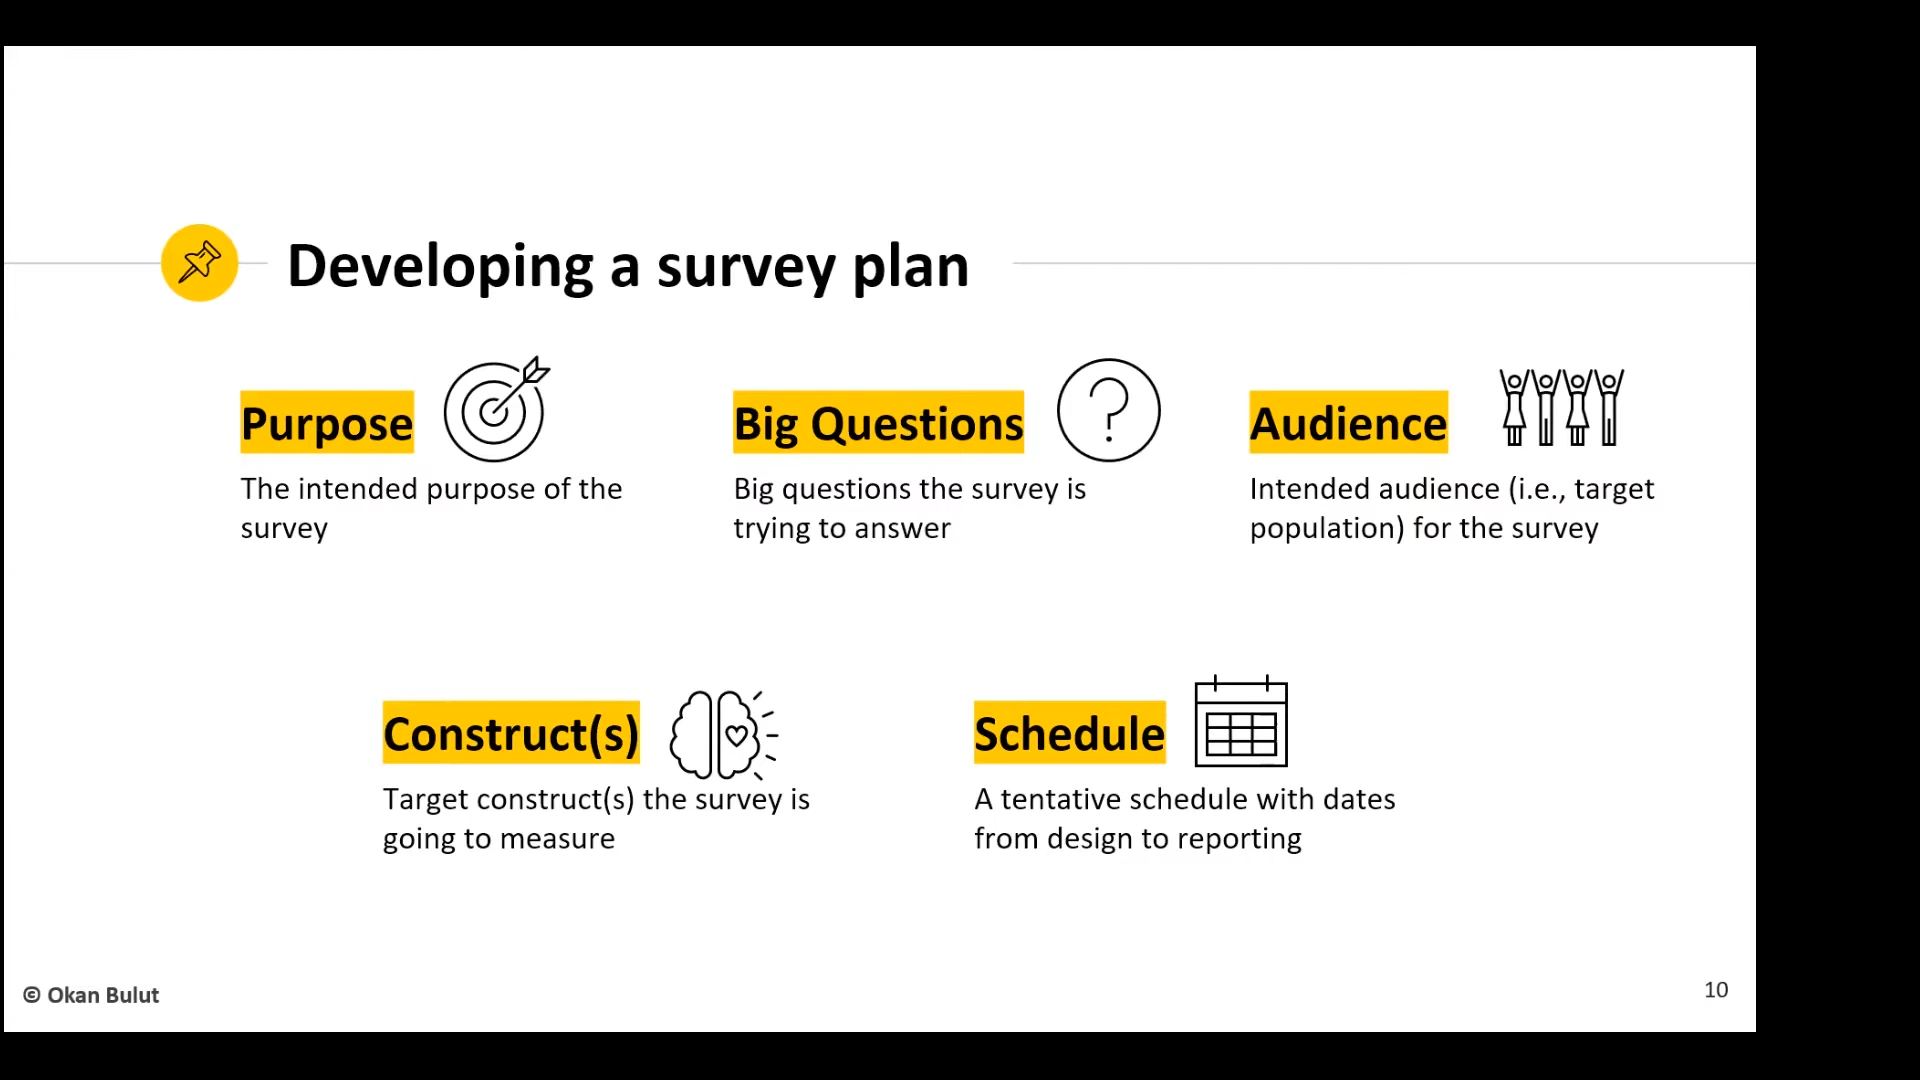 Developing a survey plan
Purpose
The intended purpose of the
survey
Big Questions
Big questions the survey is
trying to answer
Audience
Intended audience (i.e., target
population) for the survey
Construct(s)
Target construct(s) the survey is
going to measure
Schedule
A tentative schedule with dates
from design to reporting
© Okan Bulut
10